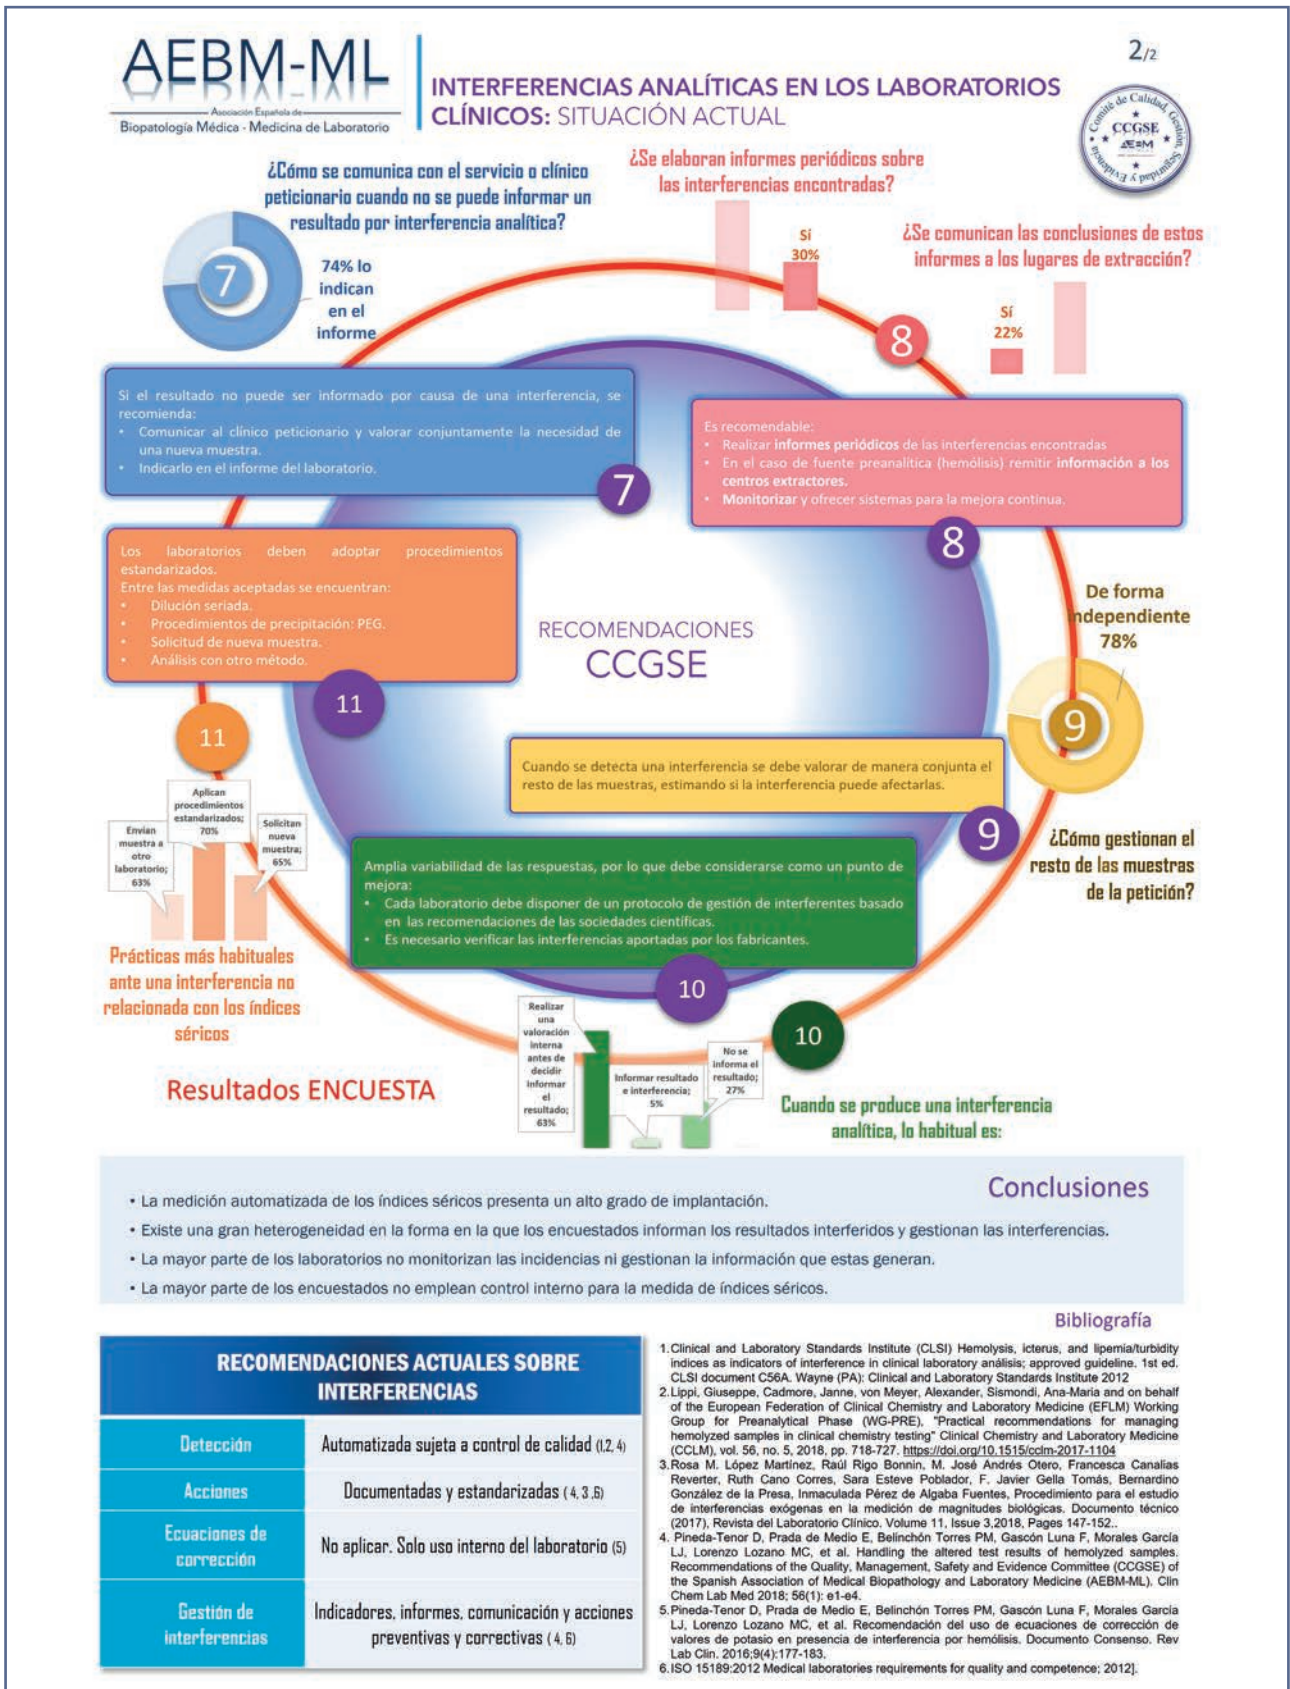 AEBM-ML
Asociación Española de
Biopatología Médica - Medicina de Laboratorio
INTERFERENCIAS ANALÍTICAS EN LOS LABORATORIOS
CLÍNICOS: SITUACIÓN ACTUAL
2/2
Comité de Calidad, Gestión, Seguridad y Evidencia
CCGSE
AEBM
¿Cómo se comunica con el servicio o clínico
peticionario cuando no se puede informar un
resultado por interferencia analítica?
7
74% lo
indican
en el
informe
¿Se elaboran informes periódicos sobre
las interferencias encontradas?
Sí
30%
¿Se comunican las conclusiones de estos
informes a los lugares de extracción?
Sí
22%
8
Si el resultado no puede ser informado por causa de una interferencia, se
recomienda:
• Comunicar al clínico peticionario y valorar conjuntamente la necesidad de
una nueva muestra.
• Indicarlo en el informe del laboratorio.
7
Es recomendable:
• Realizar informes periódicos de las interferencias encontradas
• En el caso de fuente preanalítica (hemólisis) remitir información a los
centros extractores.
• Monitorizar y ofrecer sistemas para la mejora continua.
8
Los laboratorios deben adoptar procedimientos
estandarizados.
Entre las medidas aceptadas se encuentran:
• Dilución seriada.
• Procedimientos de precipitación: PEG.
• Solicitud de nueva muestra.
• Análisis con otro método.
11
RECOMENDACIONES
CCGSE
De forma
independiente
78%
9
11
Cuando se detecta una interferencia se debe valorar de manera conjunta el
resto de las muestras, estimando si la interferencia puede afectarlas.
9
¿Cómo gestionan el
resto de las muestras
de la petición?
Envían
muestra a
otro
laboratorio;
63%
Aplican
procedimientos
estandarizados;
70%
Solicitan
nueva
muestra;
65%
Prácticas más habituales
ante una interferencia no
relacionada con los índices
séricos
Amplia variabilidad de las respuestas, por lo que debe considerarse como un punto de
mejora:
• Cada laboratorio debe disponer de un protocolo de gestión de interferentes basado
en las recomendaciones de las sociedades científicas.
• Es necesario verificar las interferencias aportadas por los fabricantes.
10
10
Realizar
una
valoración
interna
antes de
decidir
informar
el
resultado;
63%
Informar resultado
e interferencia;
5%
No se
informa el
resultado;
27%
Cuando se produce una interferencia
analítica, lo habitual es:
Resultados ENCUESTA
Conclusiones
• La medición automatizada de los índices séricos presenta un alto grado de implantación.
• Existe una gran heterogeneidad en la forma en la que los encuestados informan los resultados interferidos y gestionan las interferencias.
• La mayor parte de los laboratorios no monitorizan las incidencias ni gestionan la información que estas generan.
• La mayor parte de los encuestados no emplean control interno para la medida de índices séricos.
RECOMENDACIONES ACTUALES SOBRE
INTERFERENCIAS
Detección
Automatizada sujeta a control de calidad (1,2, 4)
Acciones
Documentadas y estandarizadas ( 4, 3 ,6)
Ecuaciones de
corrección
No aplicar. Solo uso interno del laboratorio (5)
Gestión de
interferencias
Indicadores, informes, comunicación y acciones
preventivas y correctivas ( 4, 6)
Bibliografía
1. Clinical and Laboratory Standards Institute (CLSI) Hemolysis, icterus, and lipemia/turbidity
indices as indicators of interference in clinical laboratory análisis; approved guideline. 1st ed.
CLSI document C56A. Wayne (PA): Clinical and Laboratory Standards Institute 2012
2. Lippi, Giuseppe, Cadmore, Janne, von Meyer, Alexander, Sismondi, Ana-Maria and on behalf
of the European Federation of Clinical Chemistry and Laboratory Medicine (EFLM) Working
Group for Preanalytical Phase (WG-PRE), "Practical recommendations for managing
hemolyzed samples in clinical chemistry testing" Clinical Chemistry and Laboratory Medicine
(CCLM), vol. 56, no. 5, 2018, pp. 718-727. https://doi.org/10.1515/cclm-2017-1104
3. Rosa M. López Martínez, Raúl Rigo Bonnin, M. José Andrés Otero, Francesca Canalias
Reverter, Ruth Cano Corres, Sara Esteve Poblador, F. Javier Gella Tomás, Bernardino
González de la Presa, Inmaculada Pérez de Algaba Fuentes, Procedimiento para el estudio
de interferencias exógenas en la medición de magnitudes biológicas. Documento técnico
(2017), Revista del Laboratorio Clínico. Volume 11, Issue 3,2018, Pages 147-152..
4. Pineda-Tenor D, Prada de Medio E, Belinchón Torres PM, Gascón Luna F, Morales García
LJ, Lorenzo Lozano MC, et al. Handling the altered test results of hemolyzed samples.
Recommendations of the Quality, Management, Safety and Evidence Committee (CCGSE) of
the Spanish Association of Medical Biopathology and Laboratory Medicine (AEBM-ML). Clin
Chem Lab Med 2018; 56(1): e1-e4.
5. Pineda-Tenor D, Prada de Medio E, Belinchón Torres PM, Gascón Luna F, Morales García
LJ, Lorenzo Lozano MC, et al. Recomendación del uso de ecuaciones de corrección de
valores de potasio en presencia de interferencia por hemólisis. Documento Consenso. Rev
Lab Clin. 2016;9(4):177-183.
6. ISO 15189:2012 Medical laboratories requirements for quality and competence; 2012].